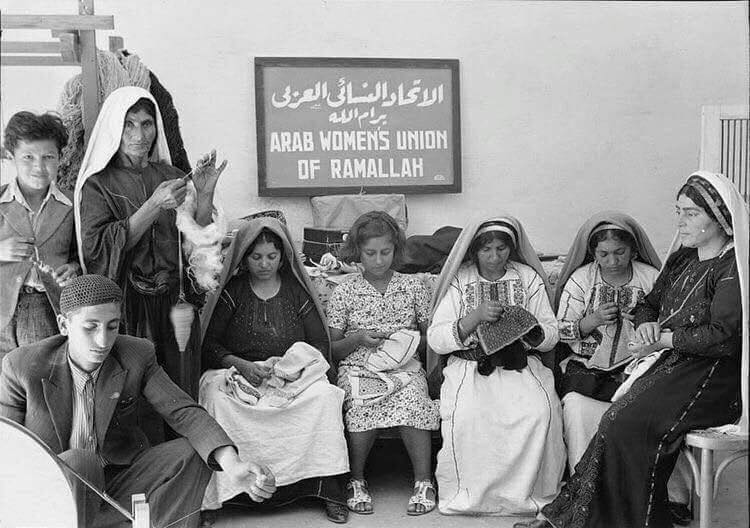 الاتحاد النسائي العربي
برام الله
ARAB WOMEN'S UNION
OF RAMALLAH